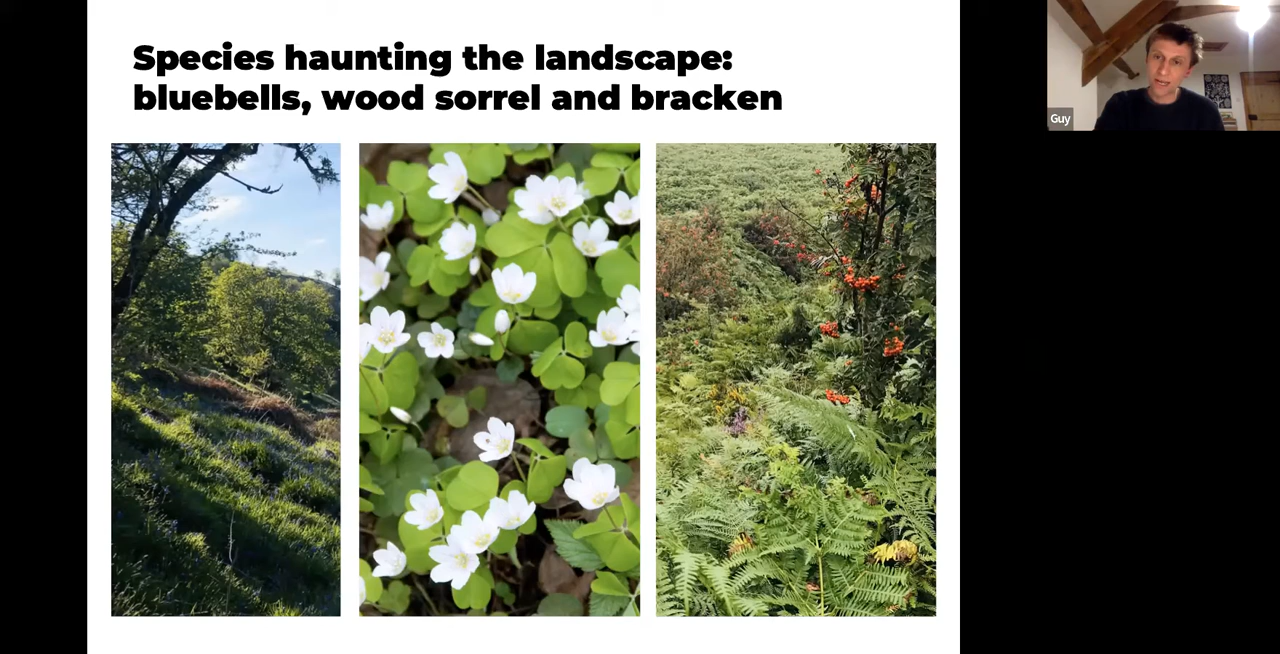 Species haunting the landscape:
bluebells, wood sorrel and bracken
Guy